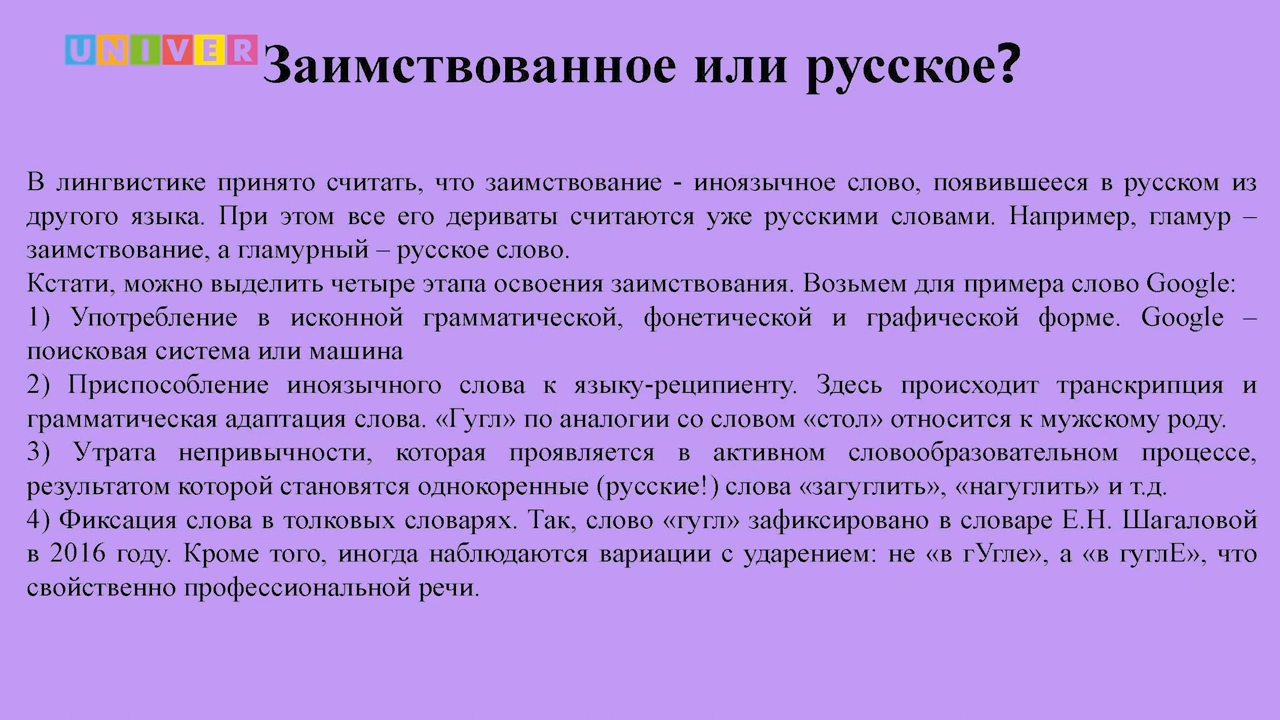 UNIVER
Заимствованное или русское?
В лингвистике принято считать, что заимствование - иноязычное слово, появившееся в русском из
другого языка. При этом все его дериваты считаются уже русскими словами. Например, гламур –
заимствование, а гламурный – русское слово.
Кстати, можно выделить четыре этапа освоения заимствования. Возьмем для примера слово Google:
1) Употребление в исконной грамматической, фонетической и графической форме. Google –
поисковая система или машина
2) Приспособление иноязычного слова к языку-реципиенту. Здесь происходит транскрипция и
грамматическая адаптация слова. «Гугл» по аналогии со словом «стол» относится к мужскому роду.
3) Утрата непривычности, которая проявляется в активном словообразовательном процессе,
результатом которой становятся однокоренные (русские!) слова «загуглить», «нагуглить» и т.д.
4) Фиксация слова в толковых словарях. Так, слово «гугл» зафиксировано в словаре Е.Н. Шагаловой
в 2016 году. Кроме того, иногда наблюдаются вариации с ударением: не «в гУгле», а «в гуглЕ», что
свойственно профессиональной речи.